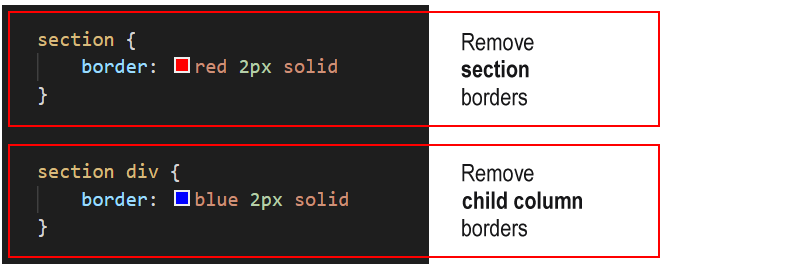 section {
border: red 2px solid
}
Remove
section
borders
section div {
border: blue 2px solid
}
Remove
child column
borders